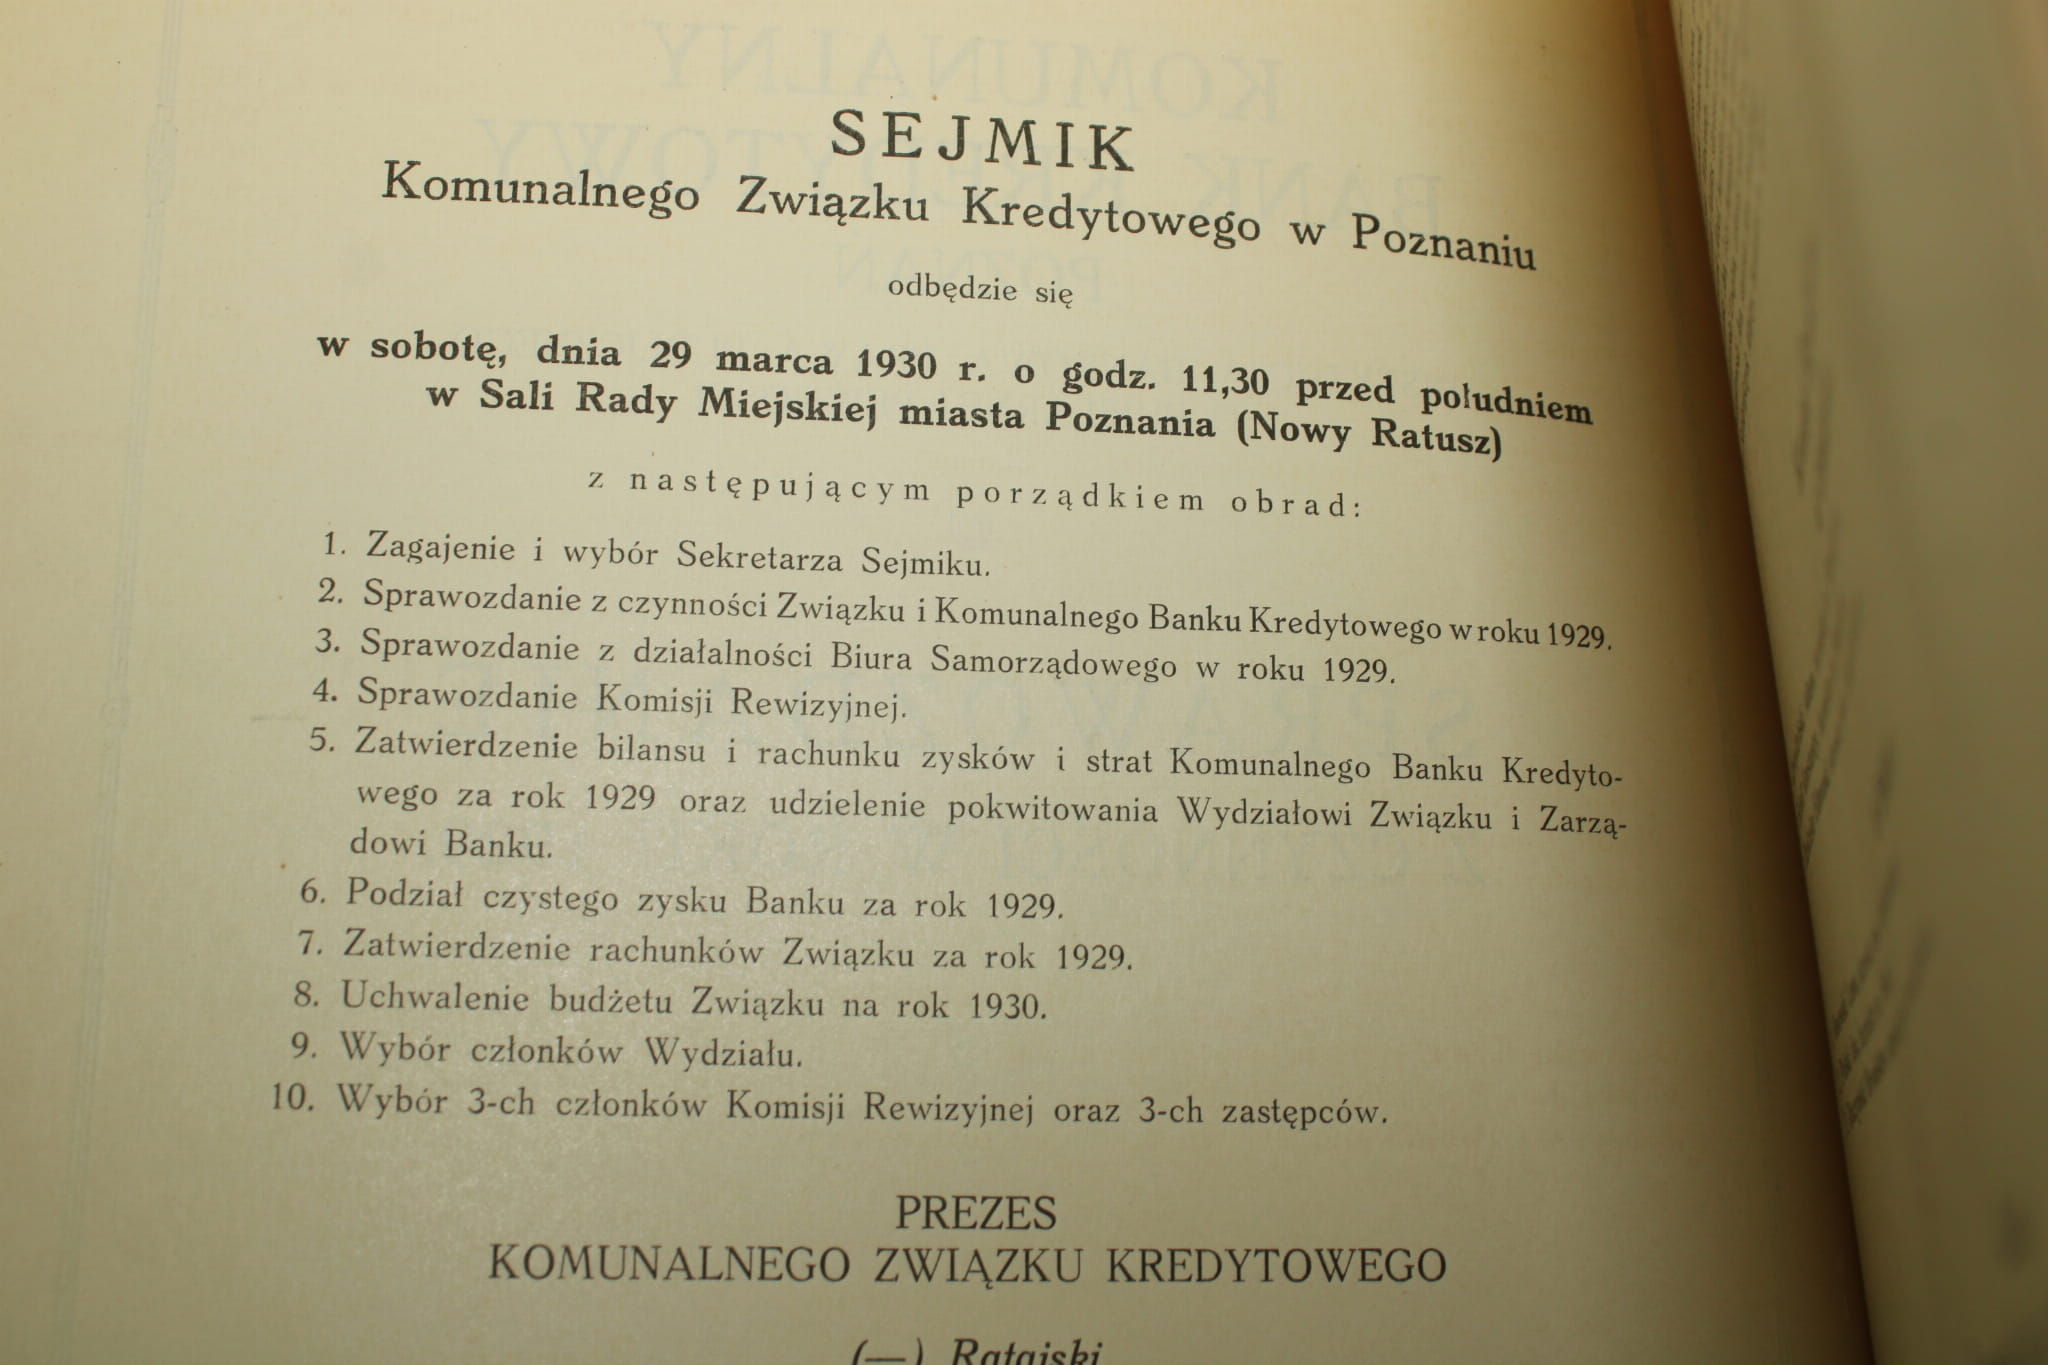 SEJMIK
Komunalnego Związku Kredytowego w Poznaniu
odbędzie się
w sobotę, dnia 29 marca 1930 r. o godz. 11,30 przed południem
w Sali Rady Miejskiej miasta Poznania (Nowy Ratusz)
z następującym porządkiem obrad:
1. Zagajenie i wybór Sekretarza Sejmiku.
2. Sprawozdanie z czynności Związku i Komunalnego Banku Kredytowego w roku 1929.
3. Sprawozdanie z działalności Biura Samorządowego w roku 1929.
4. Sprawozdanie Komisji Rewizyjnej.
5. Zatwierdzenie bilansu i rachunku zysków i strat Komunalnego Banku Kredyto-
wego za rok 1929 oraz udzielenie pokwitowania Wydziałowi Związku i Zarzą-
dowi Banku.
6. Podział czystego zysku Banku za rok 1929.
7. Zatwierdzenie rachunków Związku za rok 1929.
8. Uchwalenie budżetu Związku na rok 1930.
9. Wybór członków Wydziału.
10. Wybór 3-ch członków Komisji Rewizyjnej oraz 3-ch zastępców.
PREZES
KOMUNALNEGO ZWIĄZKU KREDYTOWEGO
(—) Ratajski